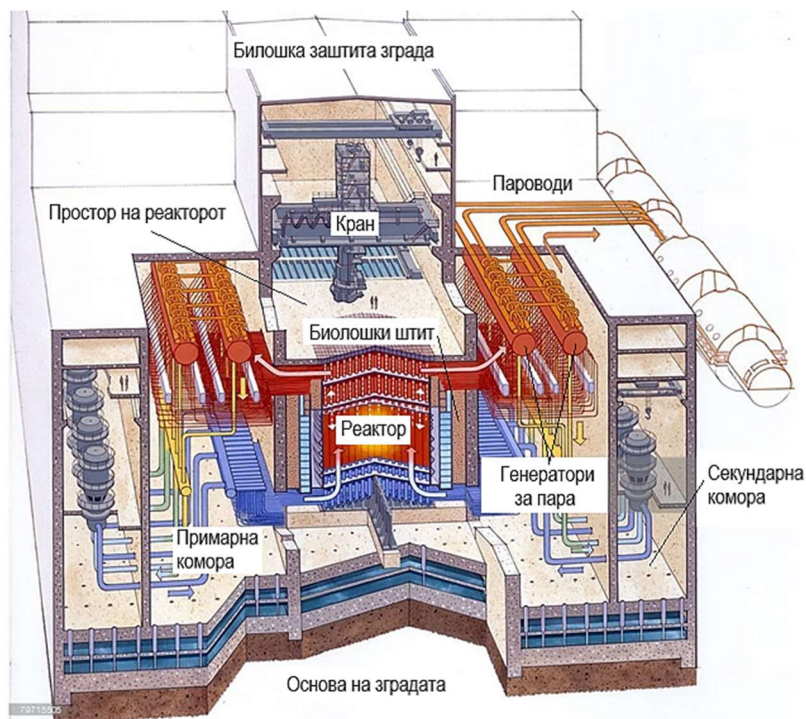 Билошка заштита зграда
Пароводи
Простор на реакторот
Кран
Биолошки штит
Реактор
Генератори
за пара
Секундарна
комора
Примарна
комора
Основа на зградата
79715505